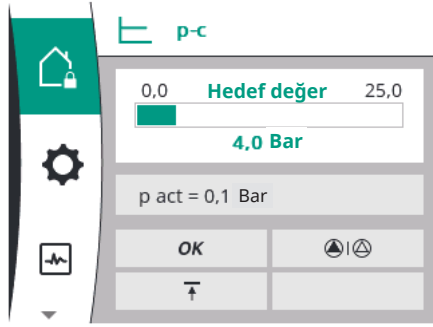 p-c
0,0 Hedef değer 25,0
4,0 Bar
p act = 0,1 Bar
OK